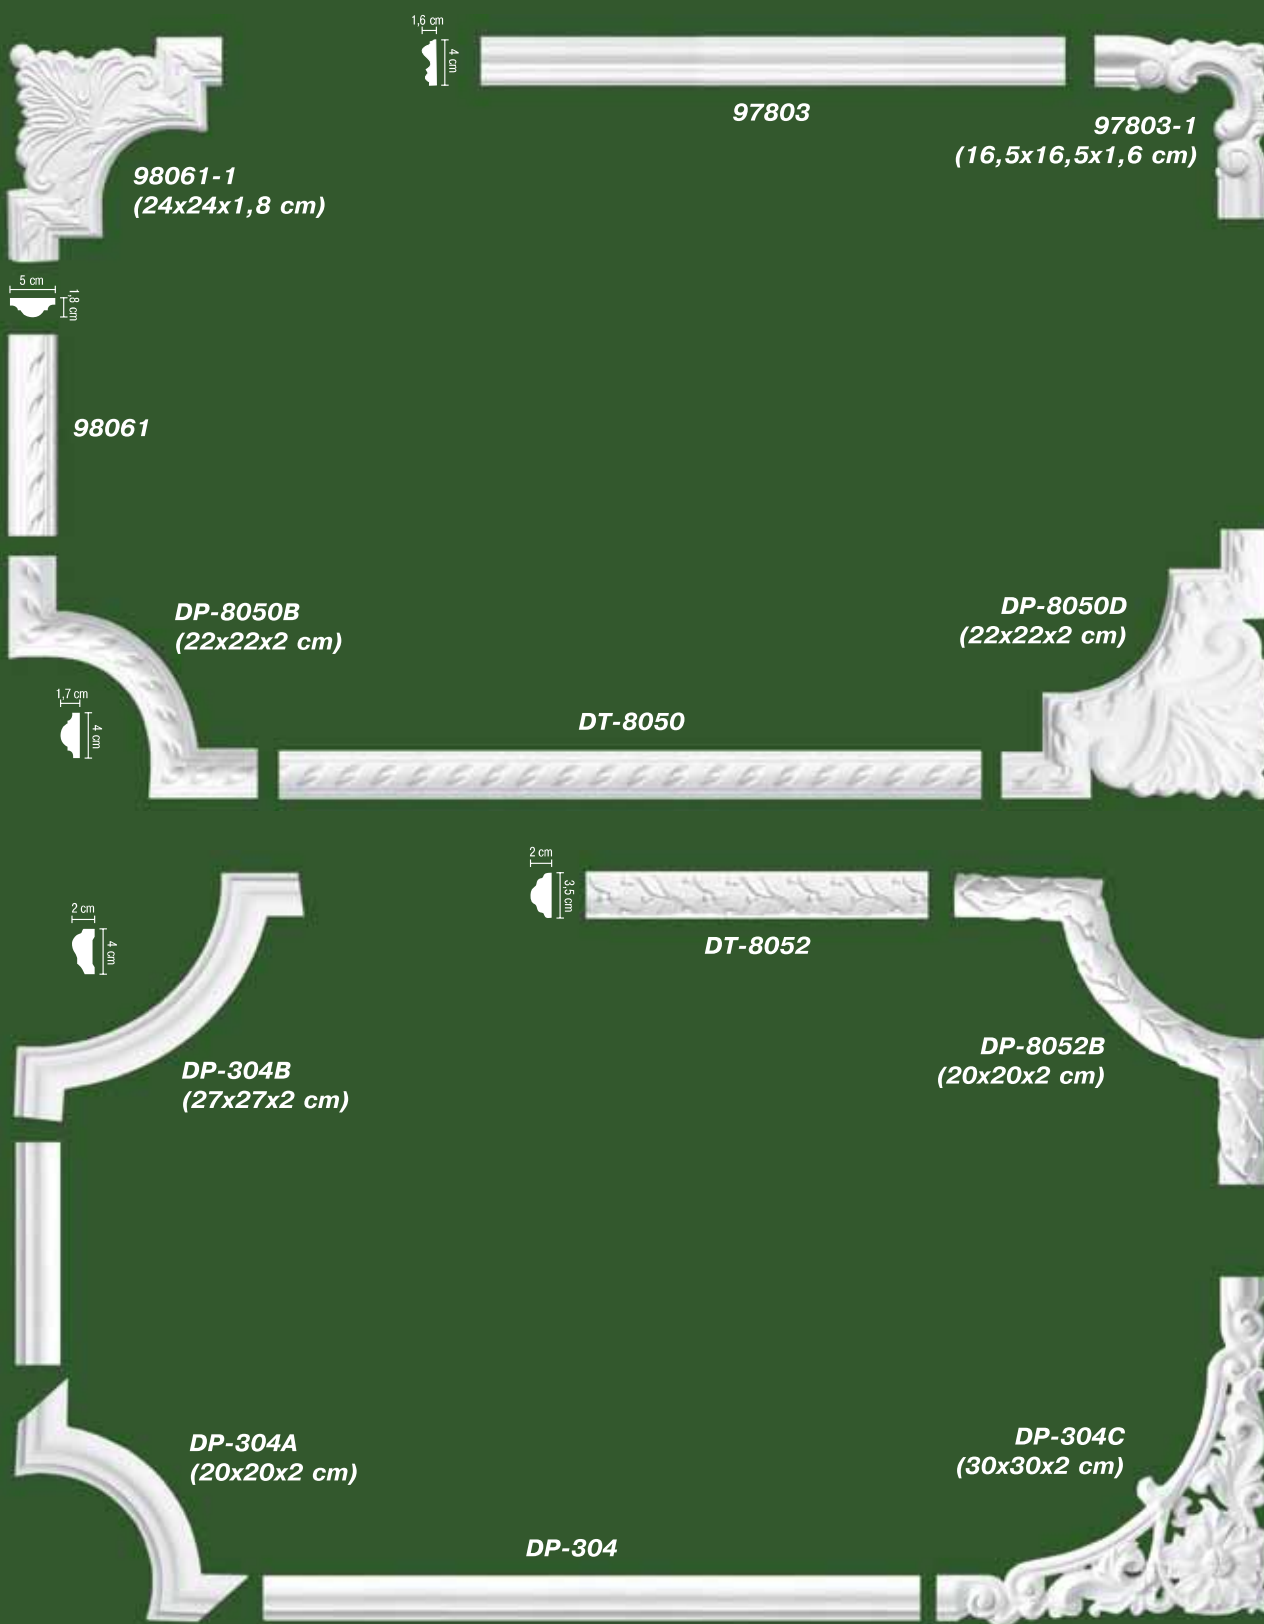 1,6 cm
4 cm
97803
97803-1
(16,5x16,5x1,6 cm)
98061-1
(24x24x1,8 cm)
5 cm
1,8 cm
98061
DP-8050B
(22x22x2 cm)
DP-8050D
(22x22x2 cm)
1,7 cm
4 cm
DT-8050
2 cm
3,5 cm
DT-8052
2 cm
4 cm
DP-304B
(27x27x2 cm)
DP-8052B
(20x20x2 cm)
DP-304A
(20x20x2 cm)
DP-304C
(30x30x2 cm)
DP-304